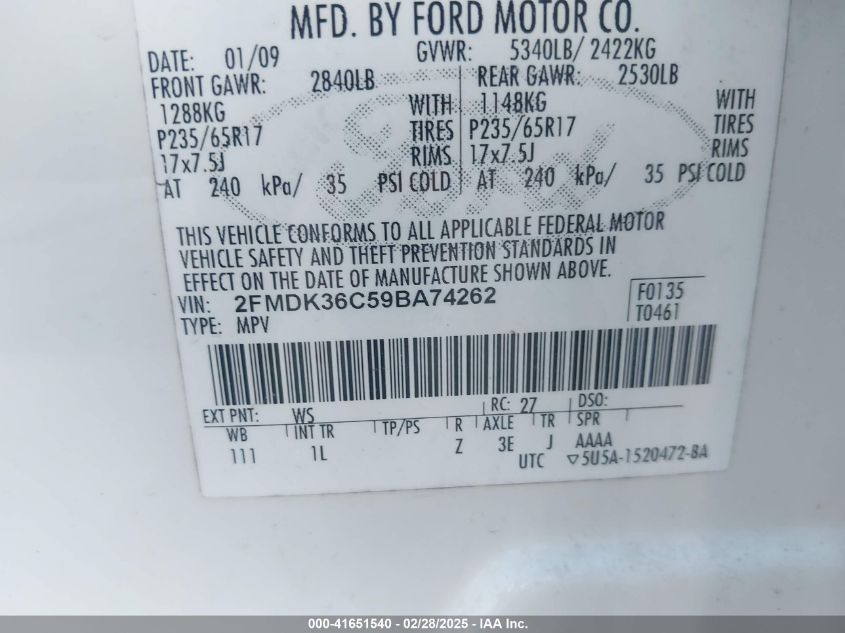 MFD. BY FORD MOTOR CO.
DATE: 01/09 GVWR: 5340LB/ 2422KG
FRONT GAWR: 2840LB REAR GAWR: 2530LB
1288KG WITH 1148KG WITH
P235/65R17 TIRES P235/65R17 TIRES
17x7.5J RIMS 17x7.5J RIMS
AT 240 kPa/ 35 PSI COLD AT 240 kPa/ 35 PSI COLD
THIS VEHICLE CONFORMS TO ALL APPLICABLE FEDERAL MOTOR
VEHICLE SAFETY AND THEFT PREVENTION STANDARDS IN
EFFECT ON THE DATE OF MANUFACTURE SHOWN ABOVE.
VIN: 2FMDK36C59BA74262 F0135
TYPE: MPV T0461
EXT PNT: WS RC: 27 DSO:
WB INT TR TP/PS R AXLE TR SPR
111 1L Z 3E J AAAA
UTC ▽5U5A-1520472-BA
Ford
000-41651540 - 02/28/2025 - IAA Inc.